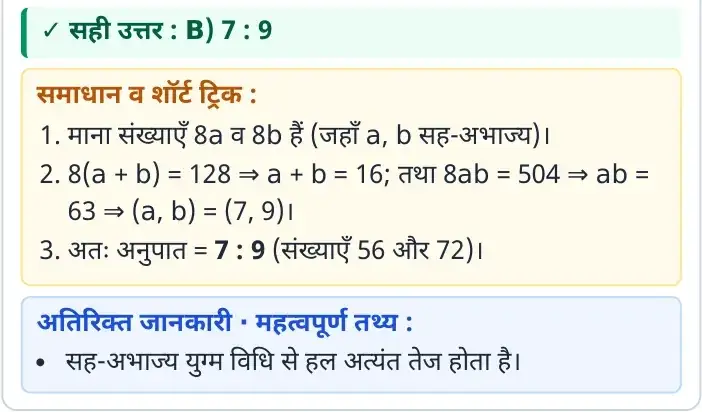 ✓ सही उत्तर : B) 7 : 9
समाधान व शॉर्ट ट्रिक :
1. माना संख्याएँ 8a व 8b हैं (जहाँ a, b सह-अभाज्य)।
2. 8(a + b) = 128 ⇒ a + b = 16; तथा 8ab = 504 ⇒ ab =
63 ⇒ (a, b) = (7, 9)।
3. अतः अनुपात = 7 : 9 (संख्याएँ 56 और 72)।
अतिरिक्त जानकारी · महत्वपूर्ण तथ्य :
• सह-अभाज्य युग्म विधि से हल अत्यंत तेज होता है।